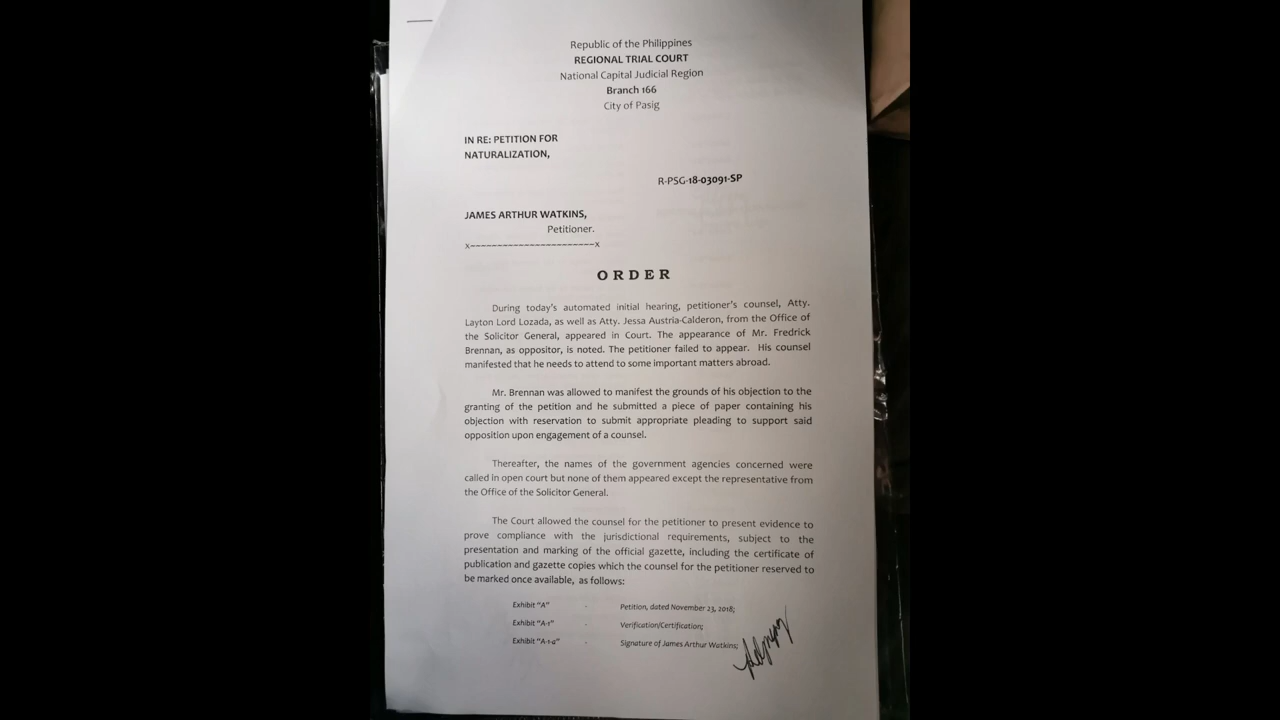 Republic of the Philippines
REGIONAL TRIAL COURT
National Capital Judicial Region
Branch 166
City of Pasig
IN RE: PETITION FOR
NATURALIZATION,
R-PSG-18-03091-SP
JAMES ARTHUR WATKINS,
Petitioner.
x------------------------x
ORDER
During today's automated initial hearing, petitioner's counsel, Atty.
Layton Lord Lozada, as well as Atty. Jessa Austria-Calderon, from the Office of
the Solicitor General, appeared in Court. The appearance of Mr. Fredrick
Brennan, as oppositor, is noted. The petitioner failed to appear. His counsel
manifested that he needs to attend to some important matters abroad.
Mr. Brennan was allowed to manifest the grounds of his objection to the
granting of the petition and he submitted a piece of paper containing his
objection with reservation to submit appropriate pleading to support said
opposition upon engagement of a counsel.
Thereafter, the names of the government agencies concerned were
called in open court but none of them appeared except the representative from
the Office of the Solicitor General.
The Court allowed the counsel for the petitioner to present evidence to
prove compliance with the jurisdictional requirements, subject to the
presentation and marking of the official gazette, including the certificate of
publication and gazette copies which the counsel for the petitioner reserved to
be marked once available, as follows:
Exhibit "A" - Petition, dated November 23, 2018;
Exhibit "A-1" - Verification/Certification;
Exhibit "A-1-a" - Signature of James Arthur Watkins;